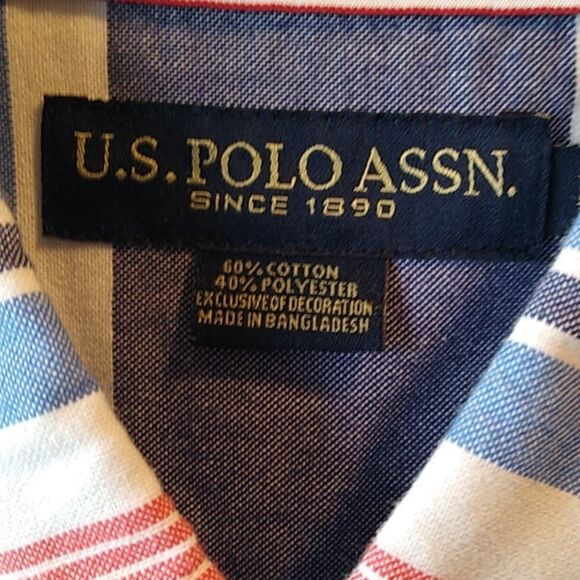 U.S. POLO ASSN.
SINCE 1890
60% COTTON
40% POLYESTER
EXCLUSIVE OF DECORATION
MADE IN BANGLADESH